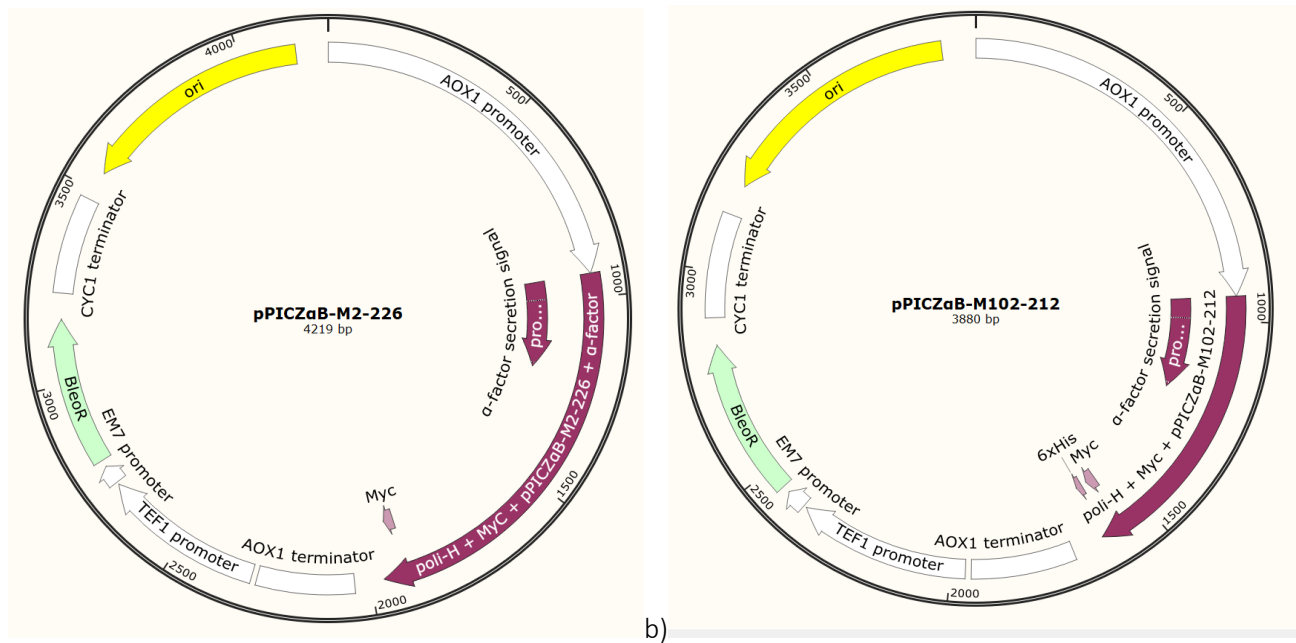 4000
ori
AOX1 promoter
500
3500
CYC1 terminator
α-factor secretion signal
1000
pro...
pPICZαB-M2-226
4219 bp
BleoR
3000
EM7 promoter
poli-H + MyC + pPICZαB-M2-226 + α-factor
1500
Myc
TEF1 promoter
AOX1 terminator
2500
2000
b)
3500
ori
AOX1 promoter
500
3000
CYC1 terminator
α-factor secretion signal
1000
pro...
pPICZαB-M102-212
3880 bp
BleoR
EM7 promoter
6xHis
Myc
poli-H + Myc + pPICZαB-M102-212
2500
1500
TEF1 promoter
AOX1 terminator
2000